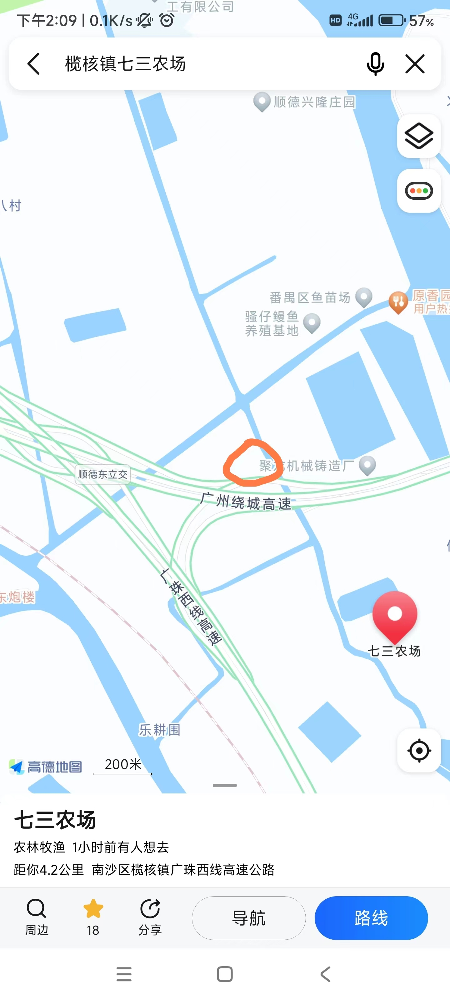 工有限公司
下午2:09 | 0.1K/s
HD 4G 57%
榄核镇七三农场
顺德兴隆庄园
八村
番禺区鱼苗场
原香园
用户热
骚仔鳗鱼
养殖基地
聚龙机械铸造厂
顺德东立交
广州绕城高速
广珠西线高速
东炮楼
七三农场
乐耕围
高德地图
200米
七三农场
农林牧渔 1小时前有人想去
距你4.2公里 南沙区榄核镇广珠西线高速公路
周边
18
分享
导航
路线